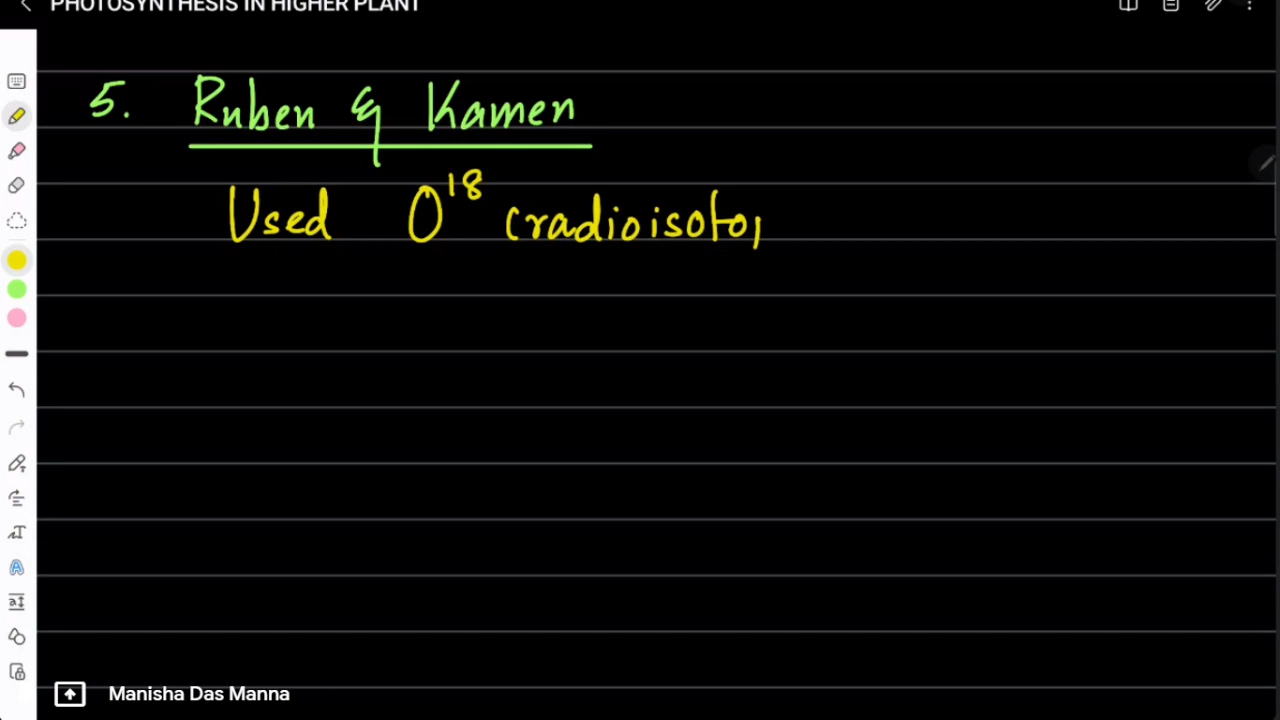 PHOTOSYNTHESIS IN HIGHER PLANT
5. Ruben & Kamen
Used O¹⁸ (radioisoto
Manisha Das Manna